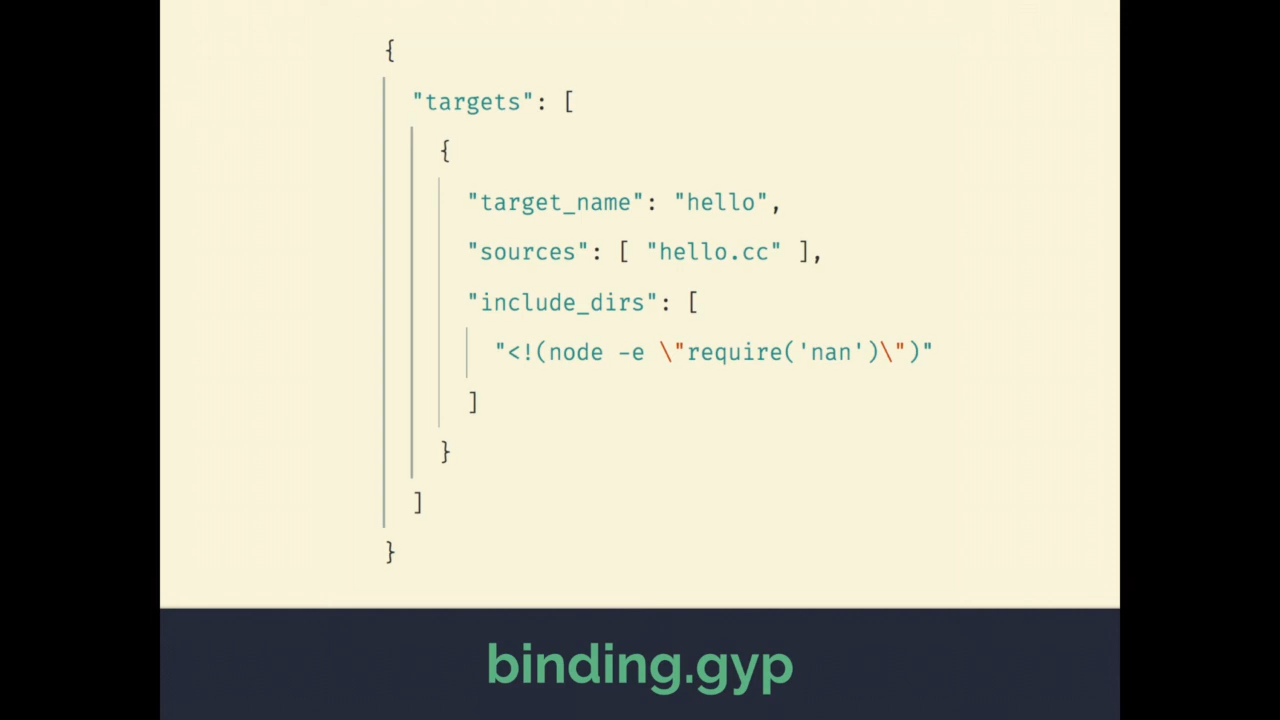 {
"targets": [
{
"target_name": "hello",
"sources": [ "hello.cc" ],
"include_dirs": [
"<!(node -e \"require('nan')\")"
]
}
]
}
binding.gyp